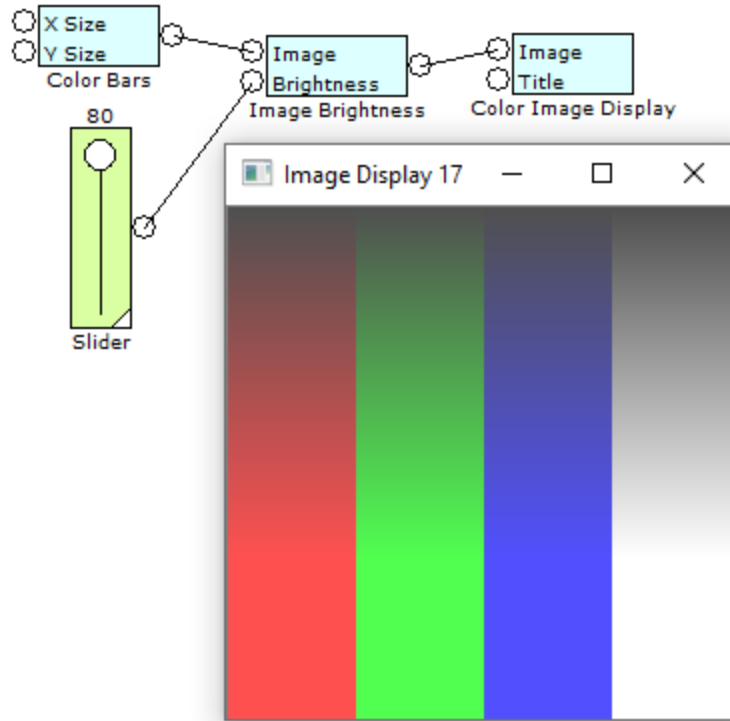 X Size
Y Size
Color Bars
Image
Brightness
Image Brightness
Image
Title
Color Image Display
80
Slider
Image Display 17